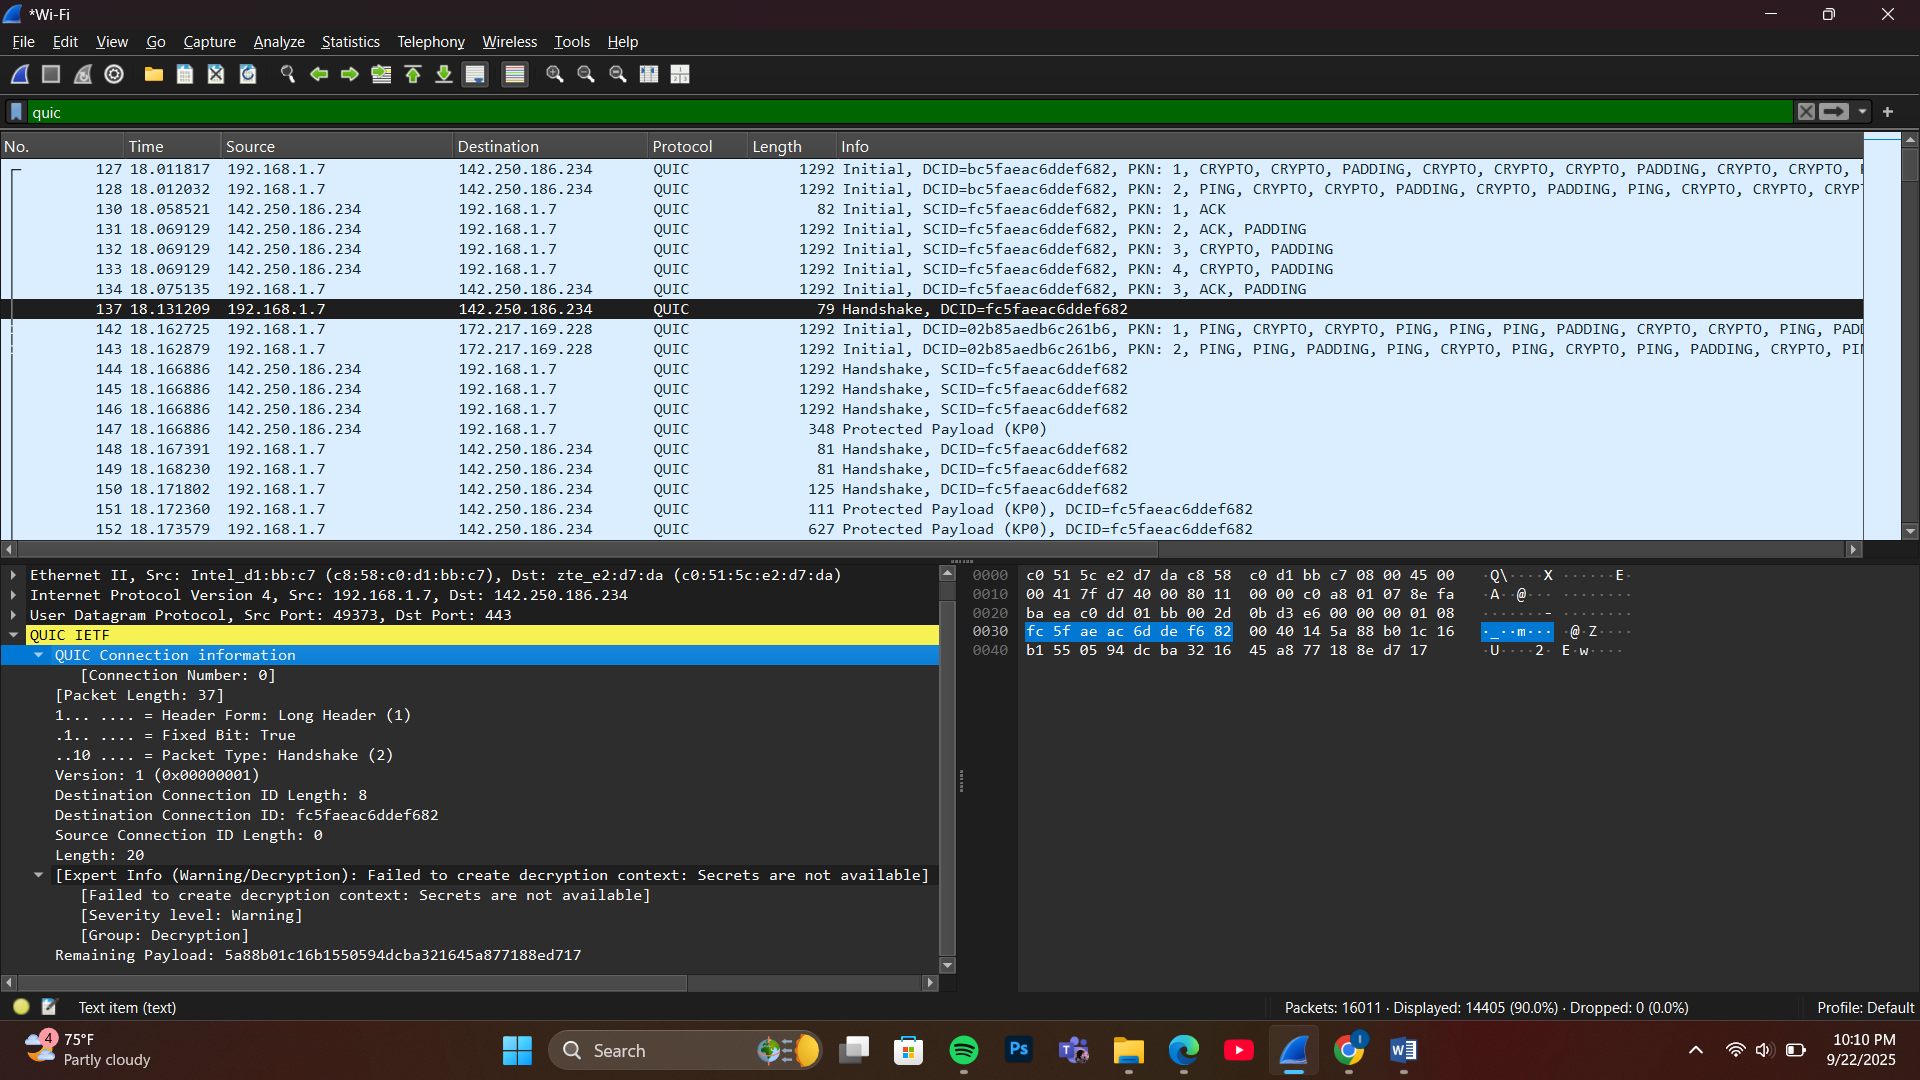 *Wi-Fi
File Edit View Go Capture Analyze Statistics Telephony Wireless Tools Help
quic
No. Time Source Destination Protocol Length Info
127 18.011817 192.168.1.7 142.250.186.234 QUIC 1292 Initial, DCID=bc5faeac6ddef682, PKN: 1, CRYPTO, CRYPTO, PADDING, CRYPTO, CRYPTO, CRYPTO, PADDING, CRYPTO, CRYPTO,
128 18.012032 192.168.1.7 142.250.186.234 QUIC 1292 Initial, DCID=bc5faeac6ddef682, PKN: 2, PING, CRYPTO, CRYPTO, PADDING, CRYPTO, PADDING, PING, CRYPTO, CRYPTO, CRYPT
130 18.058521 142.250.186.234 192.168.1.7 QUIC 82 Initial, SCID=fc5faeac6ddef682, PKN: 1, ACK
131 18.069129 142.250.186.234 192.168.1.7 QUIC 1292 Initial, SCID=fc5faeac6ddef682, PKN: 2, ACK, PADDING
132 18.069129 142.250.186.234 192.168.1.7 QUIC 1292 Initial, SCID=fc5faeac6ddef682, PKN: 3, CRYPTO, PADDING
133 18.069129 142.250.186.234 192.168.1.7 QUIC 1292 Initial, SCID=fc5faeac6ddef682, PKN: 4, CRYPTO, PADDING
134 18.075135 192.168.1.7 142.250.186.234 QUIC 1292 Initial, DCID=fc5faeac6ddef682, PKN: 3, ACK, PADDING
137 18.131209 192.168.1.7 142.250.186.234 QUIC 79 Handshake, DCID=fc5faeac6ddef682
142 18.162725 192.168.1.7 172.217.169.228 QUIC 1292 Initial, DCID=02b85aedb6c261b6, PKN: 1, PING, CRYPTO, CRYPTO, PING, PING, PING, PADDING, CRYPTO, CRYPTO, PING, PADD
143 18.162879 192.168.1.7 172.217.169.228 QUIC 1292 Initial, DCID=02b85aedb6c261b6, PKN: 2, PING, PING, PADDING, PING, CRYPTO, PING, CRYPTO, PING, PADDING, CRYPTO, PIN
144 18.166886 142.250.186.234 192.168.1.7 QUIC 1292 Handshake, SCID=fc5faeac6ddef682
145 18.166886 142.250.186.234 192.168.1.7 QUIC 1292 Handshake, SCID=fc5faeac6ddef682
146 18.166886 142.250.186.234 192.168.1.7 QUIC 1292 Handshake, SCID=fc5faeac6ddef682
147 18.166886 142.250.186.234 192.168.1.7 QUIC 348 Protected Payload (KP0)
148 18.167391 192.168.1.7 142.250.186.234 QUIC 81 Handshake, DCID=fc5faeac6ddef682
149 18.168230 192.168.1.7 142.250.186.234 QUIC 81 Handshake, DCID=fc5faeac6ddef682
150 18.171802 192.168.1.7 142.250.186.234 QUIC 125 Handshake, DCID=fc5faeac6ddef682
151 18.172360 192.168.1.7 142.250.186.234 QUIC 111 Protected Payload (KP0), DCID=fc5faeac6ddef682
152 18.173579 192.168.1.7 142.250.186.234 QUIC 627 Protected Payload (KP0), DCID=fc5faeac6ddef682
Ethernet II, Src: Intel_d1:bb:c7 (c8:58:c0:d1:bb:c7), Dst: zte_e2:d7:da (c0:51:5c:e2:d7:da)
Internet Protocol Version 4, Src: 192.168.1.7, Dst: 142.250.186.234
User Datagram Protocol, Src Port: 49373, Dst Port: 443
QUIC IETF
QUIC Connection information
[Connection Number: 0]
[Packet Length: 37]
1... .... = Header Form: Long Header (1)
.1.. .... = Fixed Bit: True
..10 .... = Packet Type: Handshake (2)
Version: 1 (0x00000001)
Destination Connection ID Length: 8
Destination Connection ID: fc5faeac6ddef682
Source Connection ID Length: 0
Length: 20
[Expert Info (Warning/Decryption): Failed to create decryption context: Secrets are not available]
[Failed to create decryption context: Secrets are not available]
[Severity level: Warning]
[Group: Decryption]
Remaining Payload: 5a88b01c16b1550594dcba321645a877188ed717
0000 c0 51 5c e2 d7 da c8 58 c0 d1 bb c7 08 00 45 00 ·Q\····X ······E·
0010 00 41 7f d7 40 00 80 11 00 00 c0 a8 01 07 8e fa ·A··@··· ········
0020 ba ea c0 dd 01 bb 00 2d 0b d3 e6 00 00 00 01 08 ·······- ········
0030 fc 5f ae ac 6d de f6 82 00 40 14 5a 88 b0 1c 16 ·_··m··· ·@·Z····
0040 b1 55 05 94 dc ba 32 16 45 a8 77 18 8e d7 17 ·U····2· E·w····
Text item (text)
Packets: 16011 · Displayed: 14405 (90.0%) · Dropped: 0 (0.0%)
Profile: Default
4
75°F
Partly cloudy
Search
Ps
10:10 PM
9/22/2025